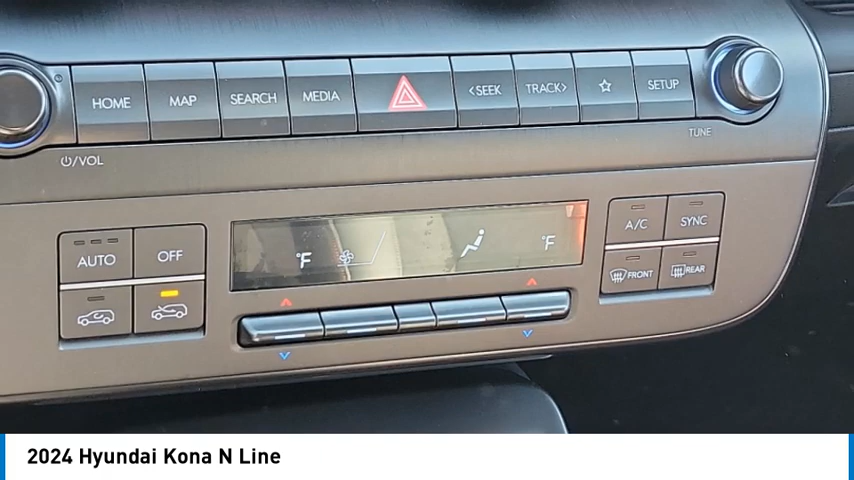 HOME MAP SEARCH MEDIA <SEEK TRACK> SETUP
/VOL TUNE
AUTO OFF °F °F A/C SYNC
FRONT REAR
2024 Hyundai Kona N Line